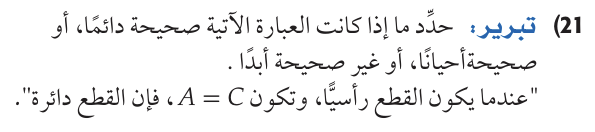 21) تبرير: حدِّد ما إذا كانت العبارة الآتية صحيحة دائمًا، أو
صحيحةأحيانًا، أو غير صحيحة أبدًا .
"عندما يكون القطع رأسيًّا، وتكون A = C ، فإن القطع دائرة".